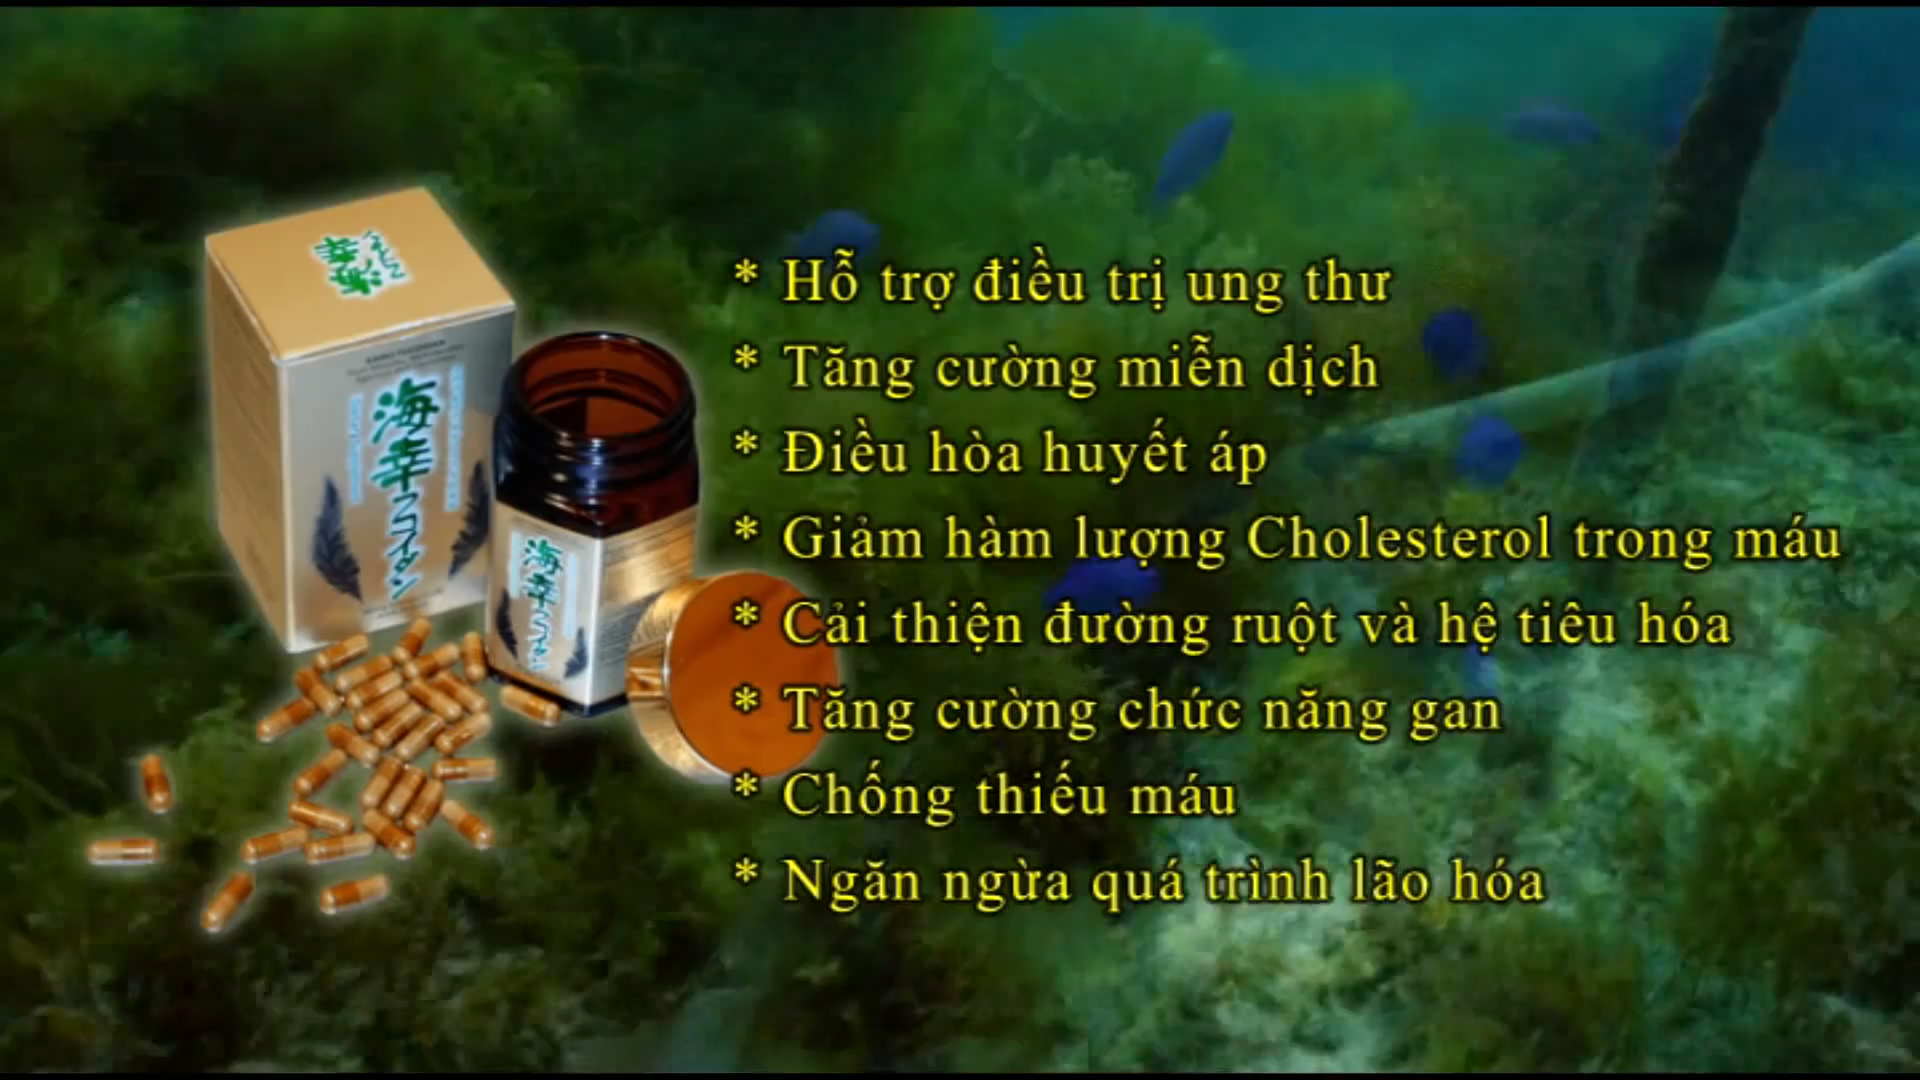 海幸フコイダン
海幸フコイダン
* Hỗ trợ điều trị ung thư
* Tăng cường miễn dịch
* Điều hòa huyết áp
* Giảm hàm lượng Cholesterol trong máu
* Cải thiện đường ruột và hệ tiêu hóa
* Tăng cường chức năng gan
* Chống thiếu máu
* Ngăn ngừa quá trình lão hóa